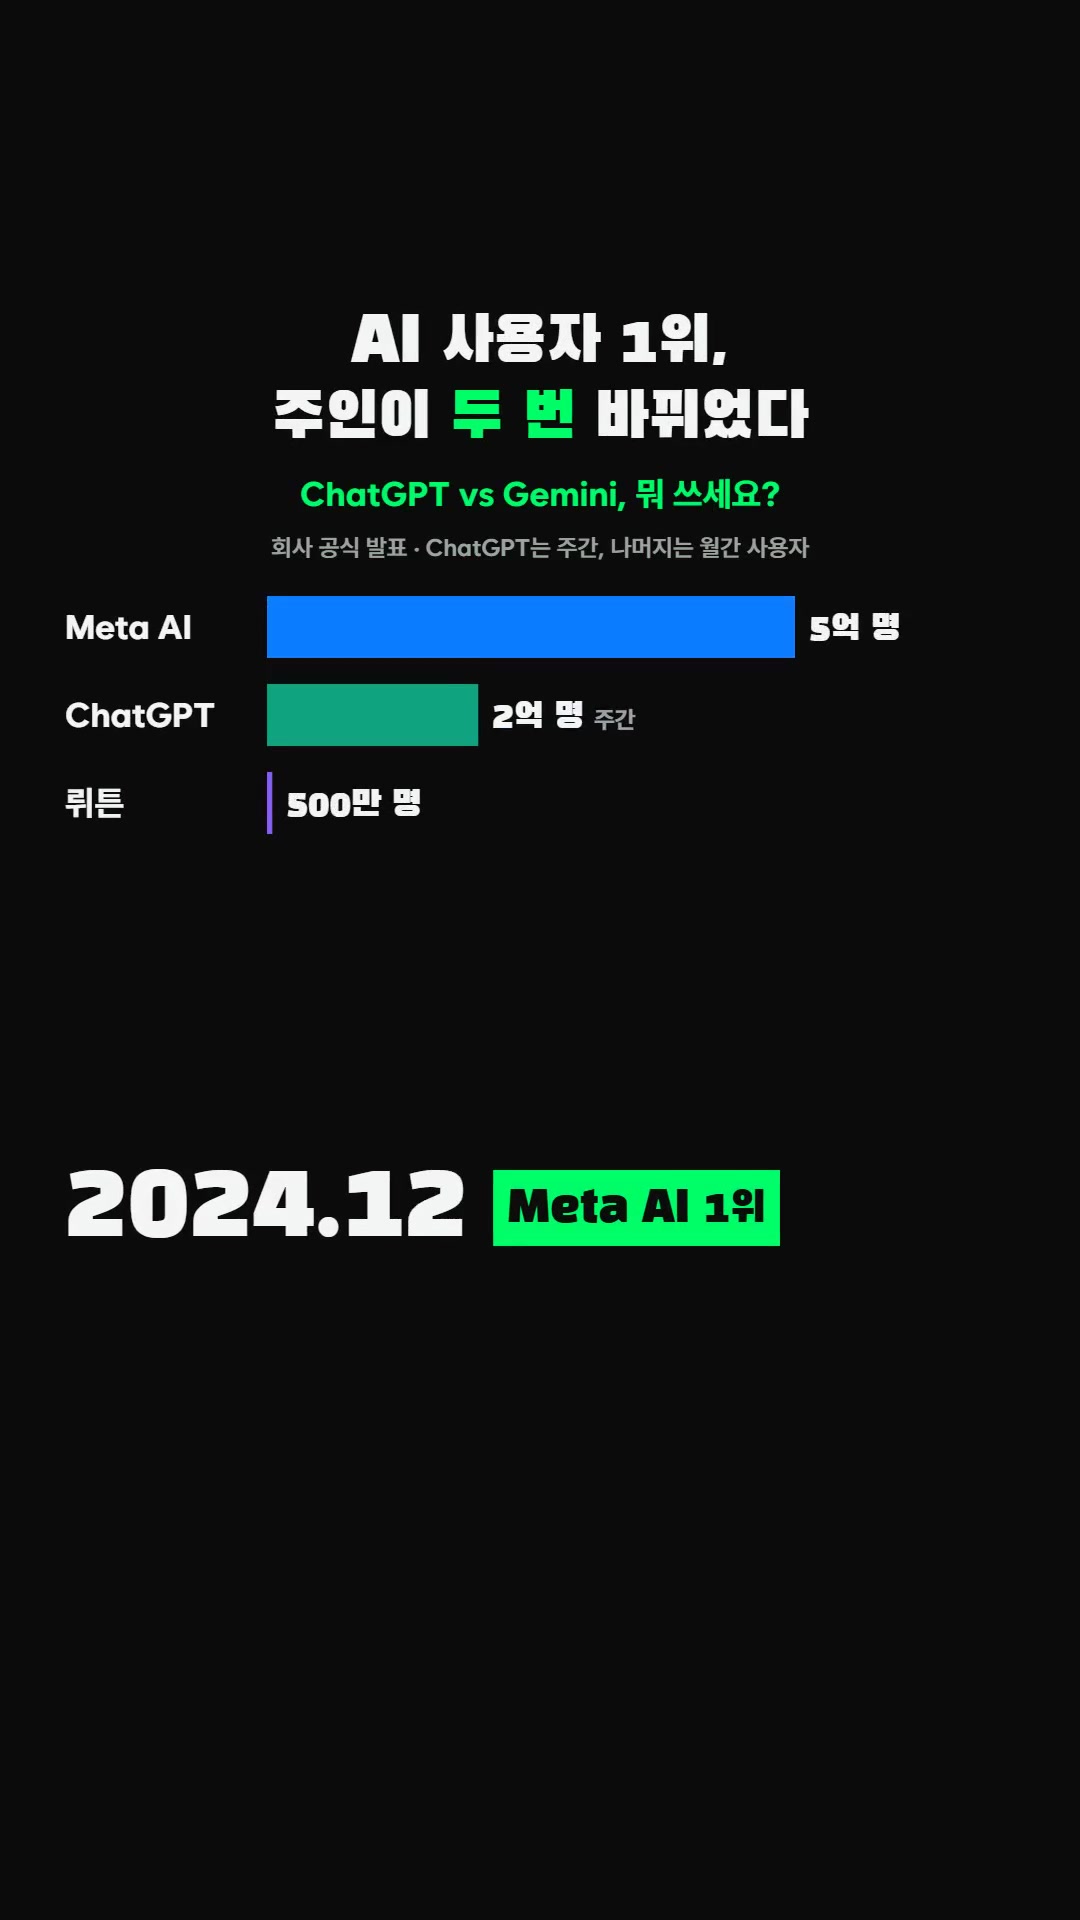 AI 사용자 1위,
주인이 두 번 바뀌었다
ChatGPT vs Gemini, 뭐 쓰세요?
회사 공식 발표 · ChatGPT는 주간, 나머지는 월간 사용자
Meta AI 5억 명
ChatGPT 2억 명 주간
뤼튼 500만 명
2024.12 Meta AI 1위